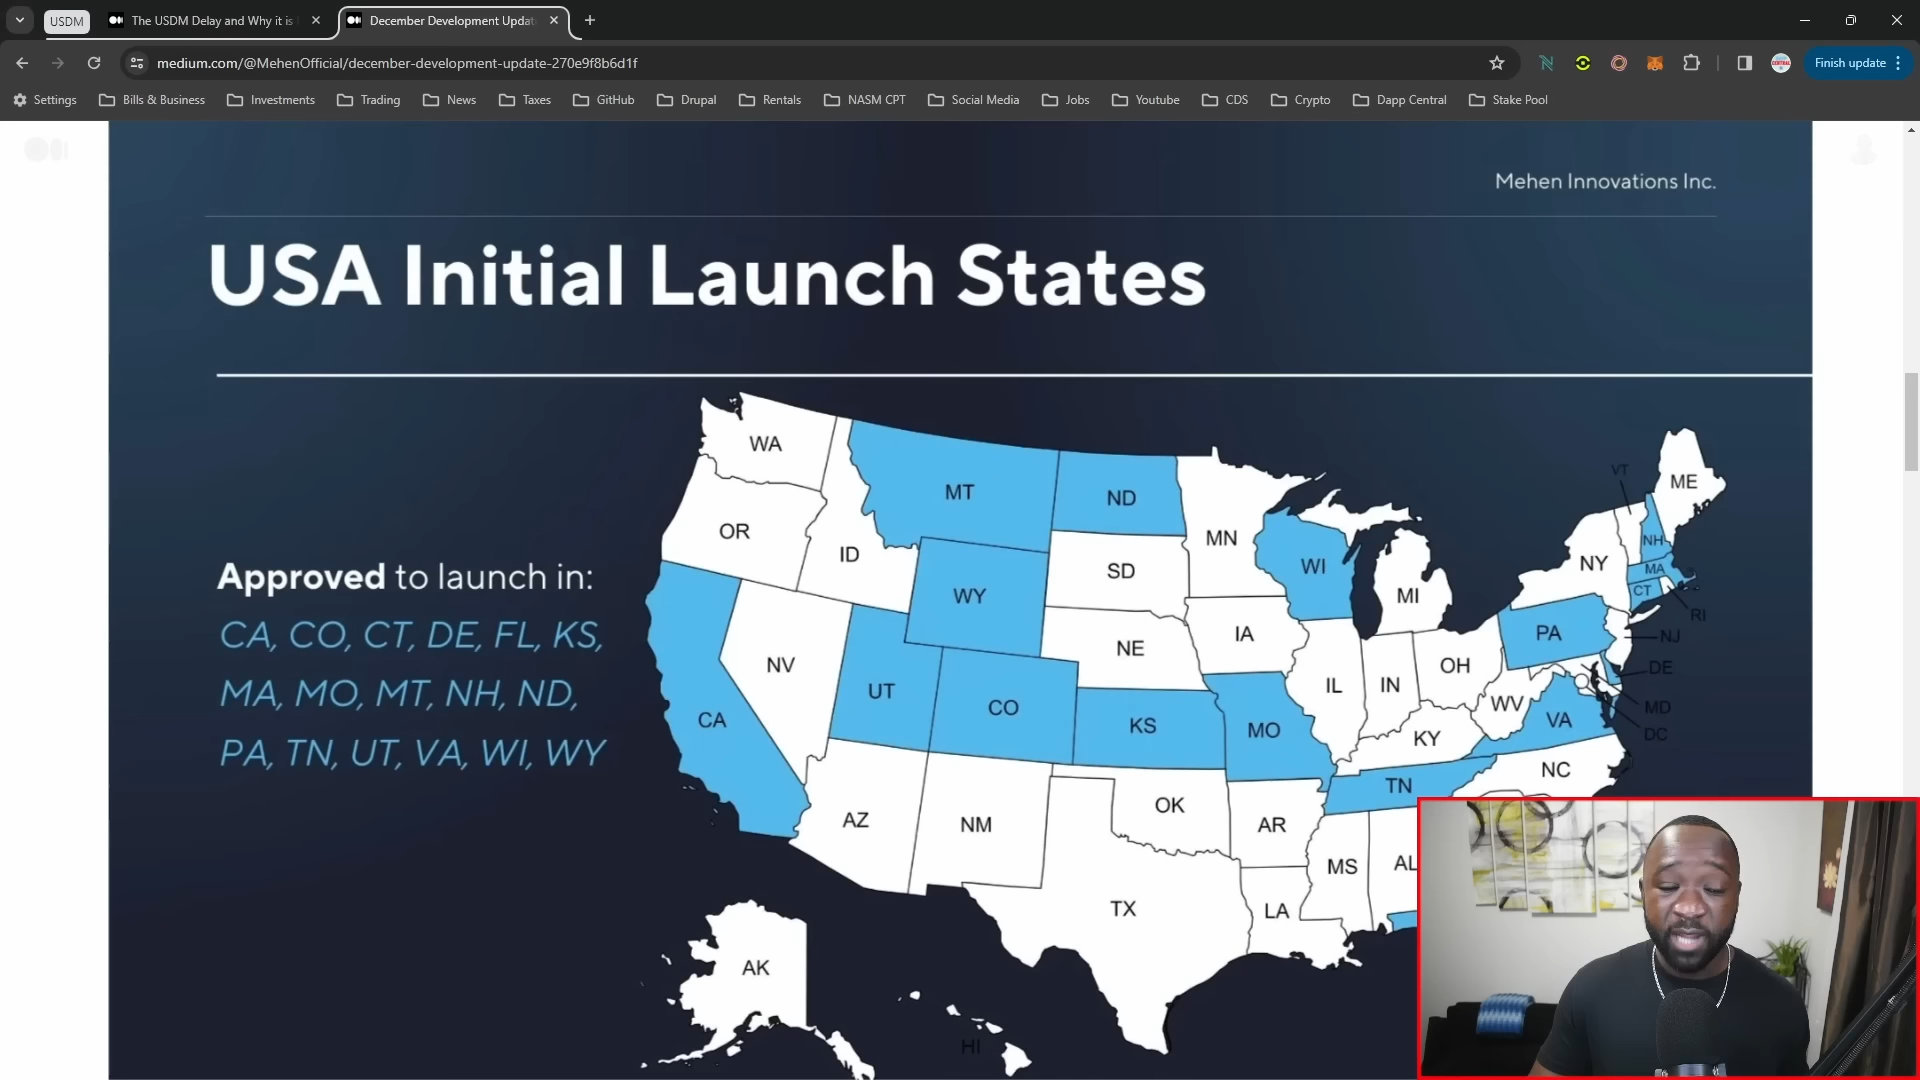 USDM
The USDM Delay and Why it is
December Development Updat
medium.com/@MehenOfficial/december-development-update-270e9f8b6d1f
Finish update
Settings
Bills & Business
Investments
Trading
News
Taxes
GitHub
Drupal
Rentals
NASM CPT
Social Media
Jobs
Youtube
CDS
Crypto
Dapp Central
Stake Pool
Mehen Innovations Inc.
USA Initial Launch States
Approved to launch in:
CA, CO, CT, DE, FL, KS,
MA, MO, MT, NH, ND,
PA, TN, UT, VA, WI, WY
WA
MT
ND
MN
VT
ME
OR
ID
WY
SD
WI
MI
NY
NH
MA
CT
RI
NV
UT
CO
NE
IA
IL
IN
OH
PA
NJ
DE
MD
DC
CA
KS
MO
KY
WV
VA
NC
TN
AZ
NM
OK
AR
MS
AL
TX
LA
AK
HI